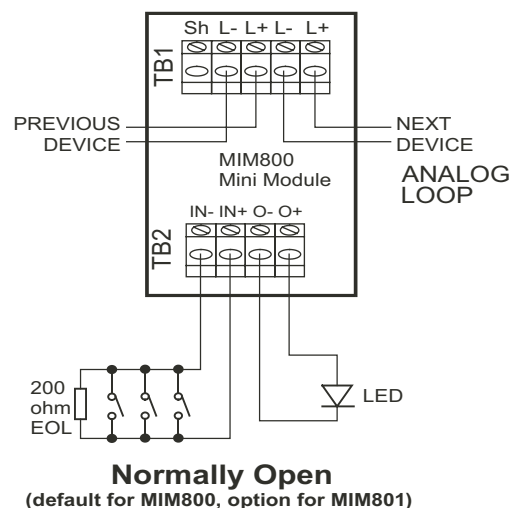 Sh L- L+ L- L+
TB1
PREVIOUS
DEVICE
NEXT
DEVICE
ANALOG
LOOP
MIM800
Mini Module
IN- IN+ O- O+
TB2
200
ohm
EOL
LED
Normally Open
(default for MIM800, option for MIM801)